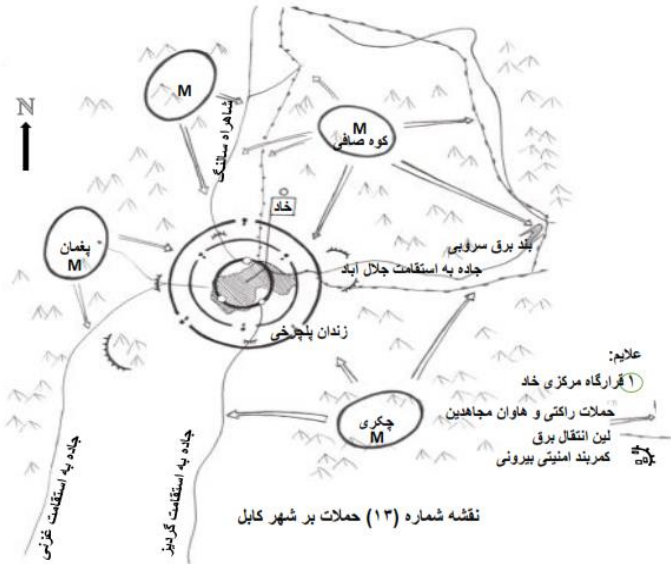 M
شاهراه سالنگ
M
کوه صافی
N
خاد
پغمان
M
بند برق سروبی
جاده به استقامت جلال آباد
زندان پلچرخی
چکری
M
جاده به استقامت غزنی
جاده به استقامت گردیز
علایم:
۱ قرارگاه مرکزی خاد
حملات راکتی و هاوان مجاهدین
لین انتقال برق
کمربند امنیتی بیرونی
نقشه شماره (۱۳) حملات بر شهر کابل